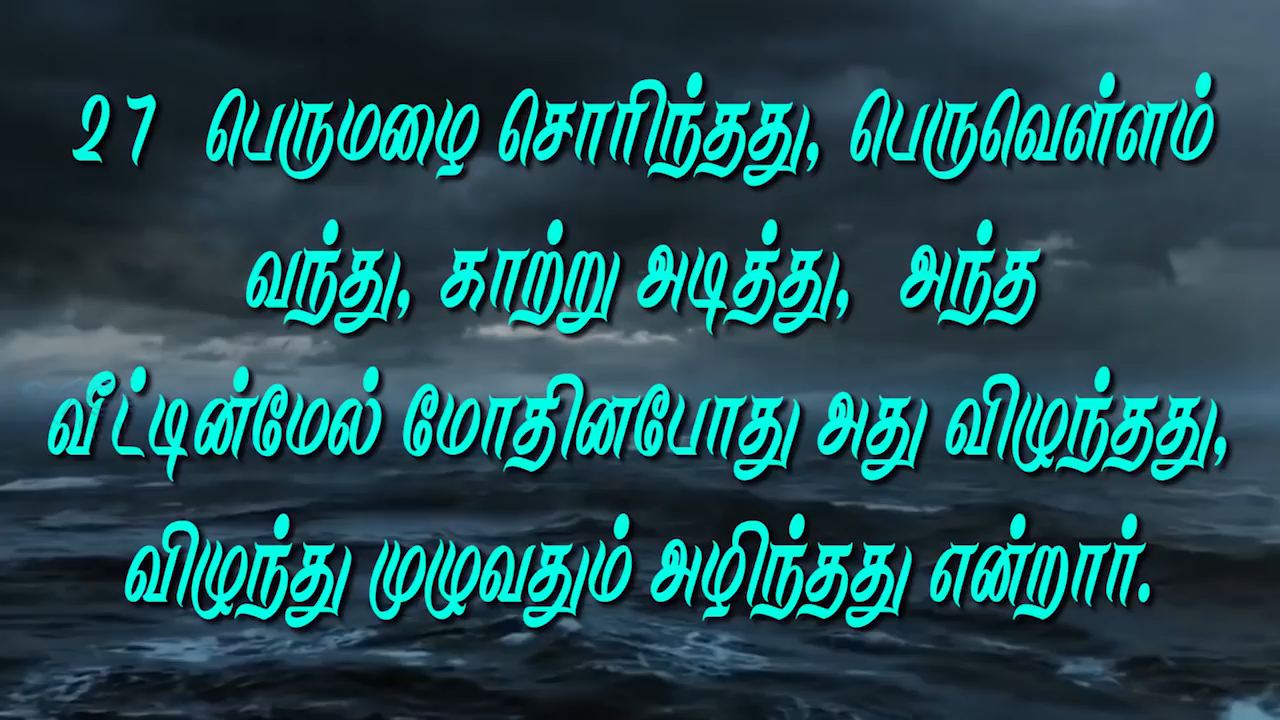 27 பெருமழை சொரிந்தது, பெருவெள்ளம்
வந்து, காற்று அடித்து, அந்த
வீட்டின்மேல் மோதினபோது அது விழுந்தது,
விழுந்து முழுவதும் அழிந்தது என்றார்.